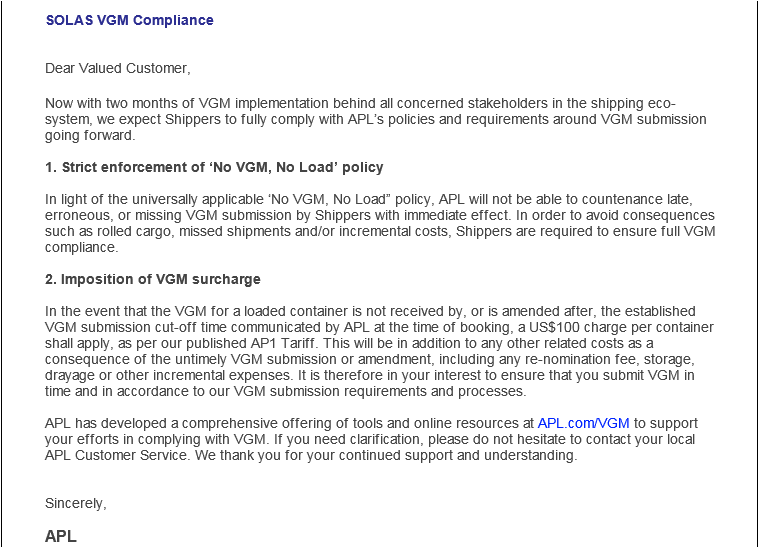 SOLAS VGM Compliance
Dear Valued Customer,
Now with two months of VGM implementation behind all concerned stakeholders in the shipping eco-
system, we expect Shippers to fully comply with APL's policies and requirements around VGM submission
going forward.
1. Strict enforcement of ‘No VGM, No Load’ policy
In light of the universally applicable ‘No VGM, No Load” policy, APL will not be able to countenance late,
erroneous, or missing VGM submission by Shippers with immediate effect. In order to avoid consequences
such as rolled cargo, missed shipments and/or incremental costs, Shippers are required to ensure full VGM
compliance.
2. Imposition of VGM surcharge
In the event that the VGM for a loaded container is not received by, or is amended after, the established
VGM submission cut-off time communicated by APL at the time of booking, a US$100 charge per container
shall apply, as per our published AP1 Tariff. This will be in addition to any other related costs as a
consequence of the untimely VGM submission or amendment, including any re-nomination fee, storage,
drayage or other incremental expenses. It is therefore in your interest to ensure that you submit VGM in
time and in accordance to our VGM submission requirements and processes.
APL has developed a comprehensive offering of tools and online resources at APL.com/VGM to support
your efforts in complying with VGM. If you need clarification, please do not hesitate to contact your local
APL Customer Service. We thank you for your continued support and understanding.
Sincerely,
APL